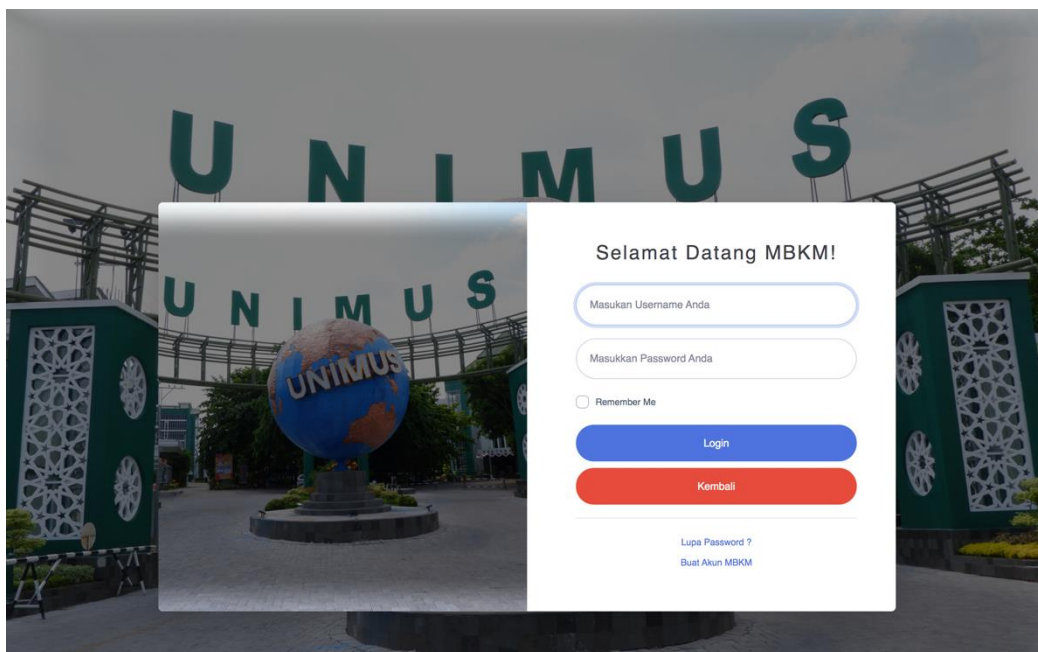 UNIMUS
UNIMUS
UNIMUS
Selamat Datang MBKM!
Masukan Username Anda
Masukkan Password Anda
Remember Me
Login
Kembali
Lupa Password ?
Buat Akun MBKM